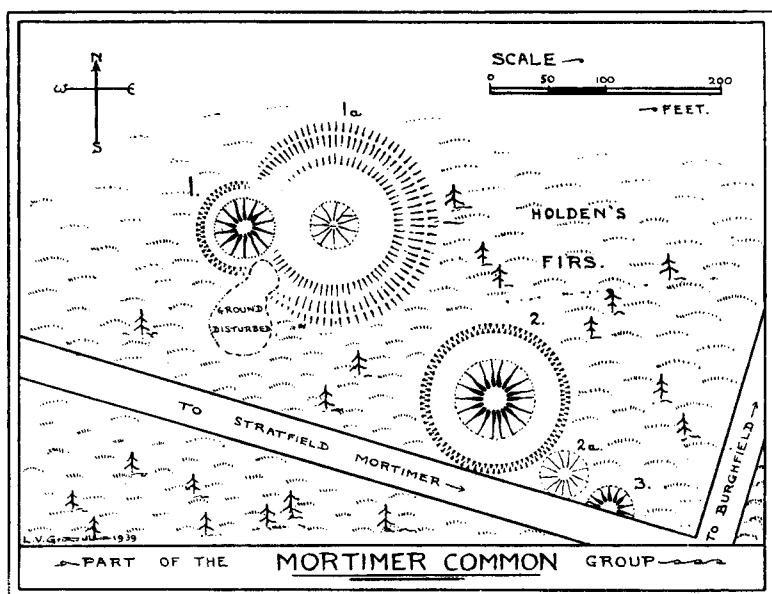 N
W E
S
SCALE
0 50 100 200
FEET.
1a
1.
HOLDEN'S
FIRS.
GROUND
DISTURBED
2.
TO STRATFIELD MORTIMER
2a
3.
TO BURGHFIELD
1939
PART OF THE MORTIMER COMMON GROUP